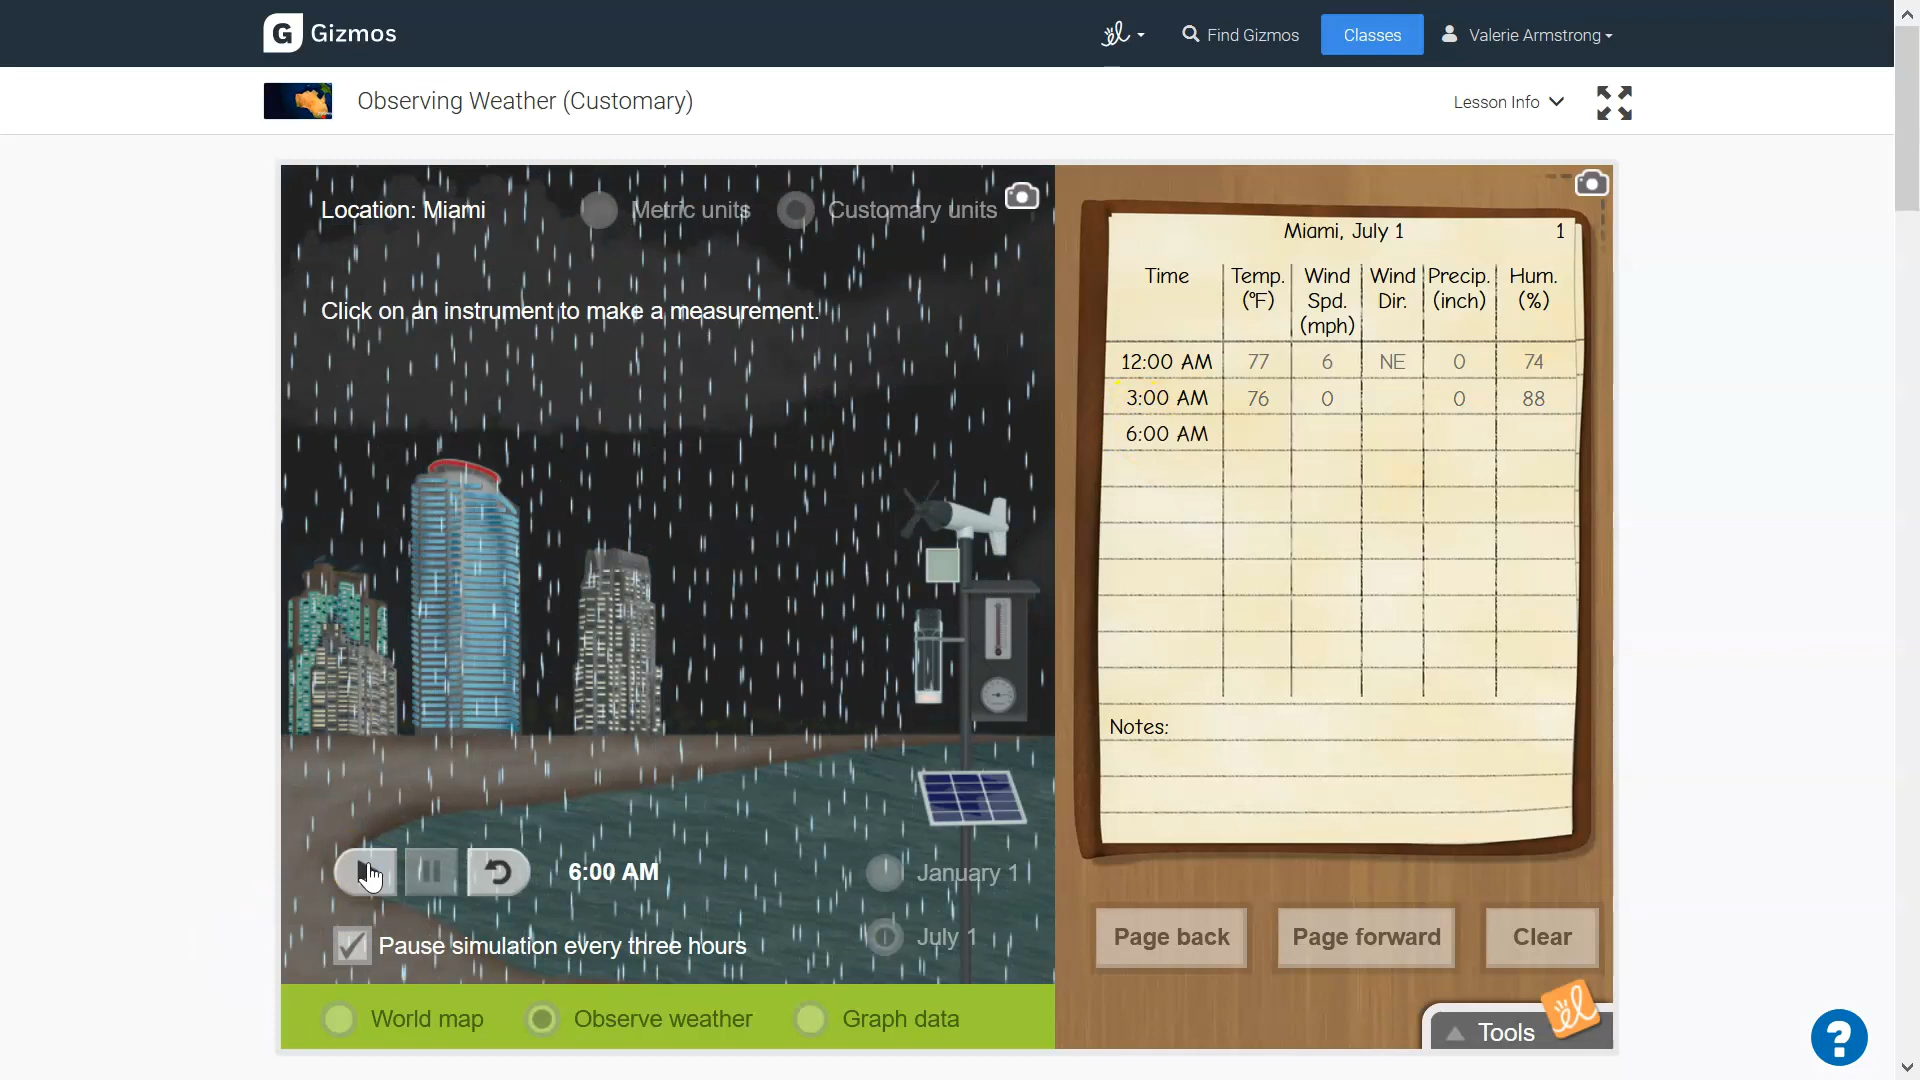 G Gizmos
Find Gizmos
Classes
Valerie Armstrong
Observing Weather (Customary)
Lesson Info
Location: Miami
Metric units
Customary units
Click on an instrument to make a measurement.
6:00 AM
January 1
July 1
Pause simulation every three hours
World map
Observe weather
Graph data
Miami, July 1 1
Time Temp. (°F) Wind Spd. (mph) Wind Dir. Precip. (inch) Hum. (%)
12:00 AM 77 6 NE 0 74
3:00 AM 76 0 0 88
6:00 AM
Notes:
Page back
Page forward
Clear
Tools
?